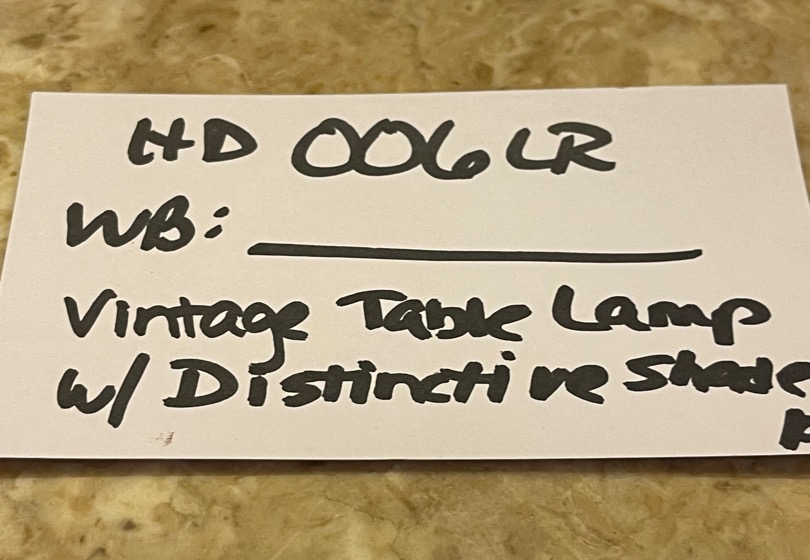 HD 006 LR
WB: ___________
Vintage Table Lamp
w/ Distinctive Shade